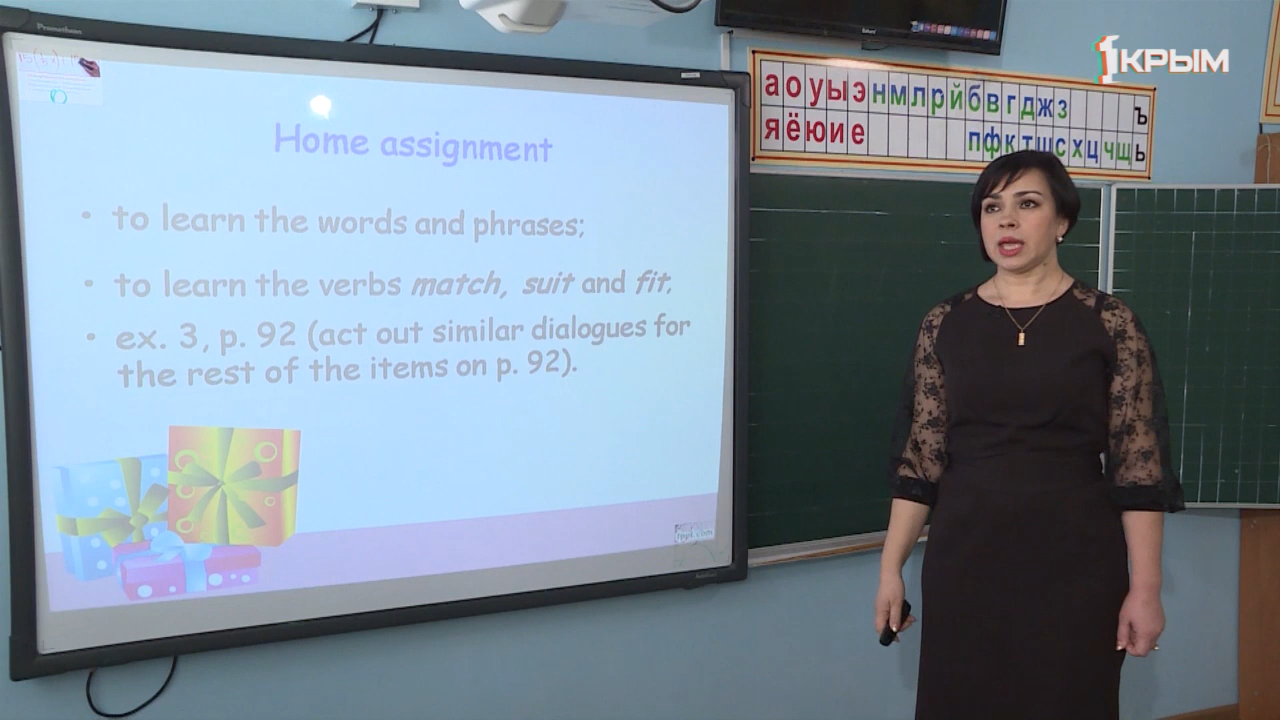 Home assignment
• to learn the words and phrases;
• to learn the verbs match, suit and fit.
• ex. 3, p. 92 (act out similar dialogues for
the rest of the items on p. 92).
а о у ы э н м л р й б в г д ж з ъ
я ё ю и е п ф к т ш с х ц ч щ ь
1КРЫМ
Promethean